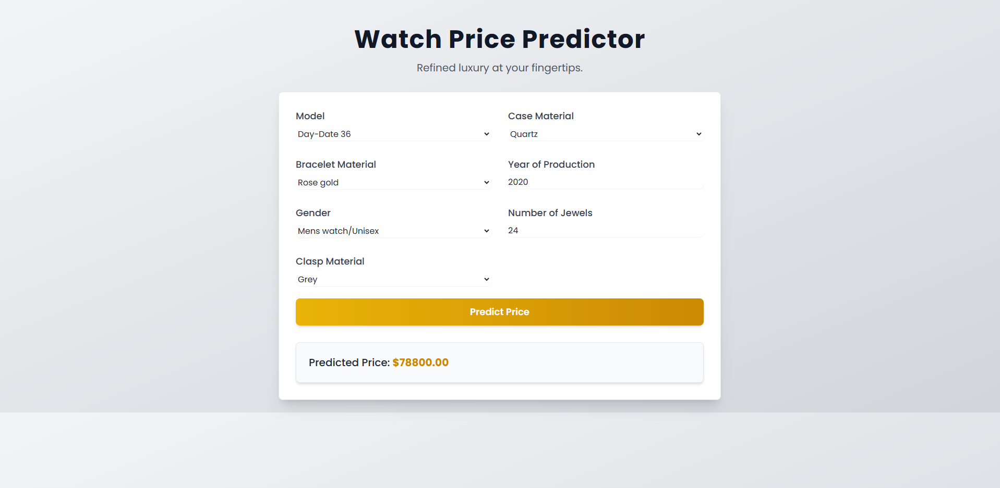 Watch Price Predictor
Refined luxury at your fingertips.
Model
Case Material
Day-Date 36
Quartz
Bracelet Material
Year of Production
Rose gold
2020
Gender
Number of Jewels
Mens watch/Unisex
24
Clasp Material
Grey
Predict Price
Predicted Price: $78800.00